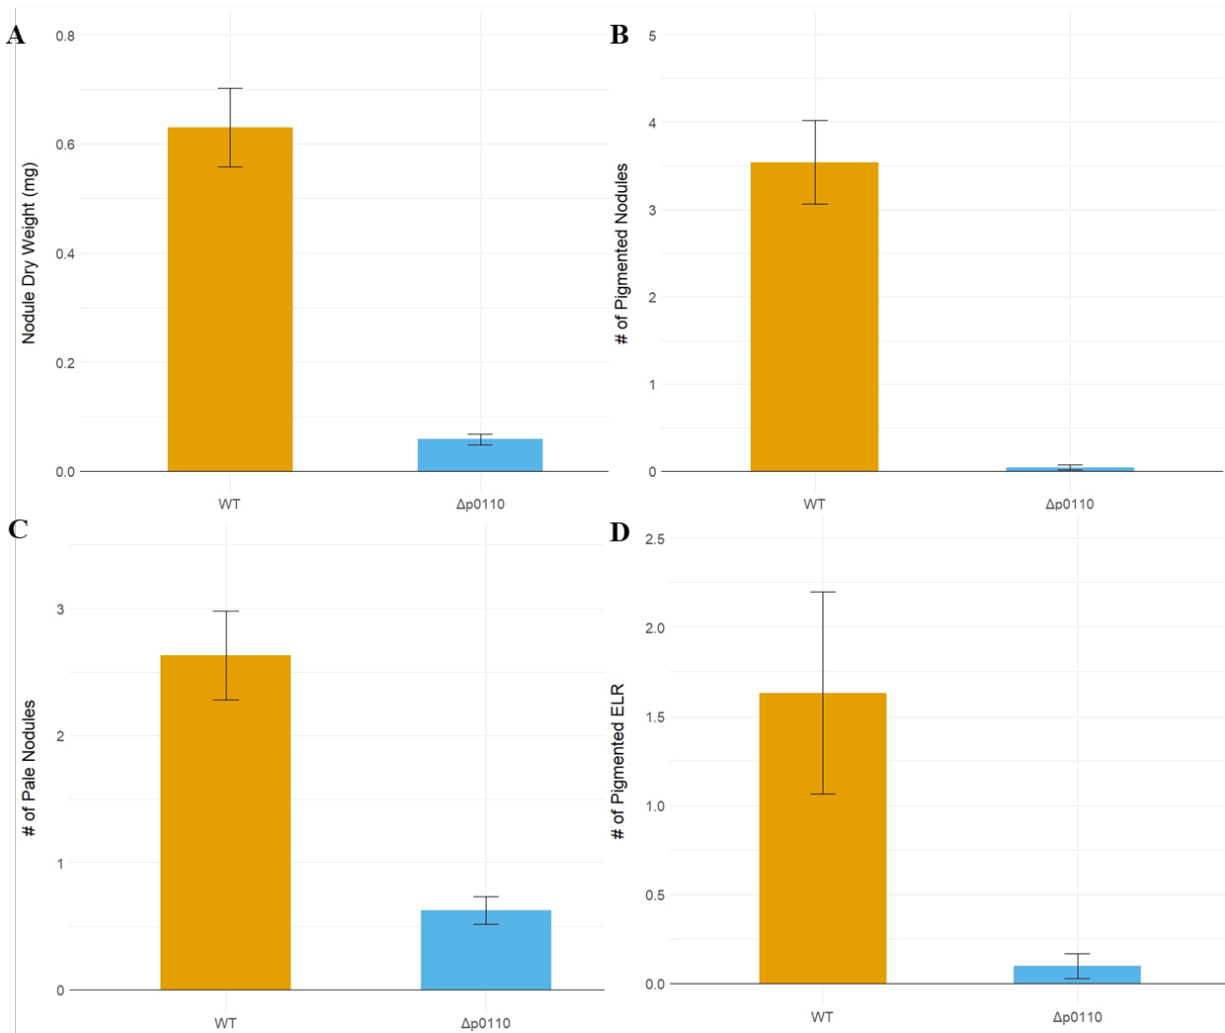 A
0.8
0.6
0.4
0.2
0.0
Nodule Dry Weight (mg)
WT
Δp0110
B
5
4
3
2
1
0
# of Pigmented Nodules
WT
Δp0110
C
3
2
1
0
# of Pale Nodules
WT
Δp0110
D
2.5
2.0
1.5
1.0
0.5
0.0
# of Pigmented ELR
WT
Δp0110